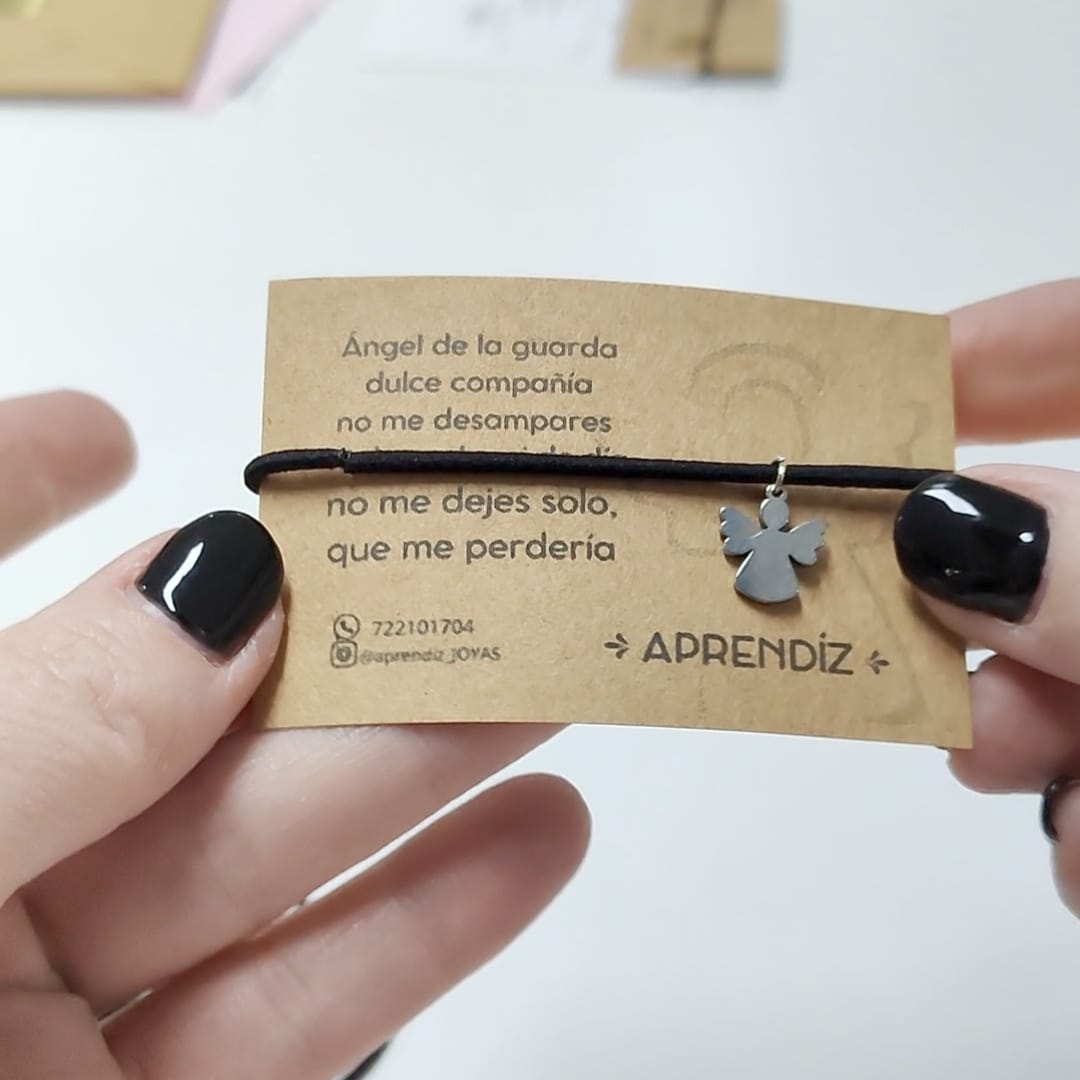 Ángel de la guarda
dulce compañía
no me desampares
no me dejes solo,
que me perdería
722101704
@aprendiz_JOYAS
APRENDÍZ